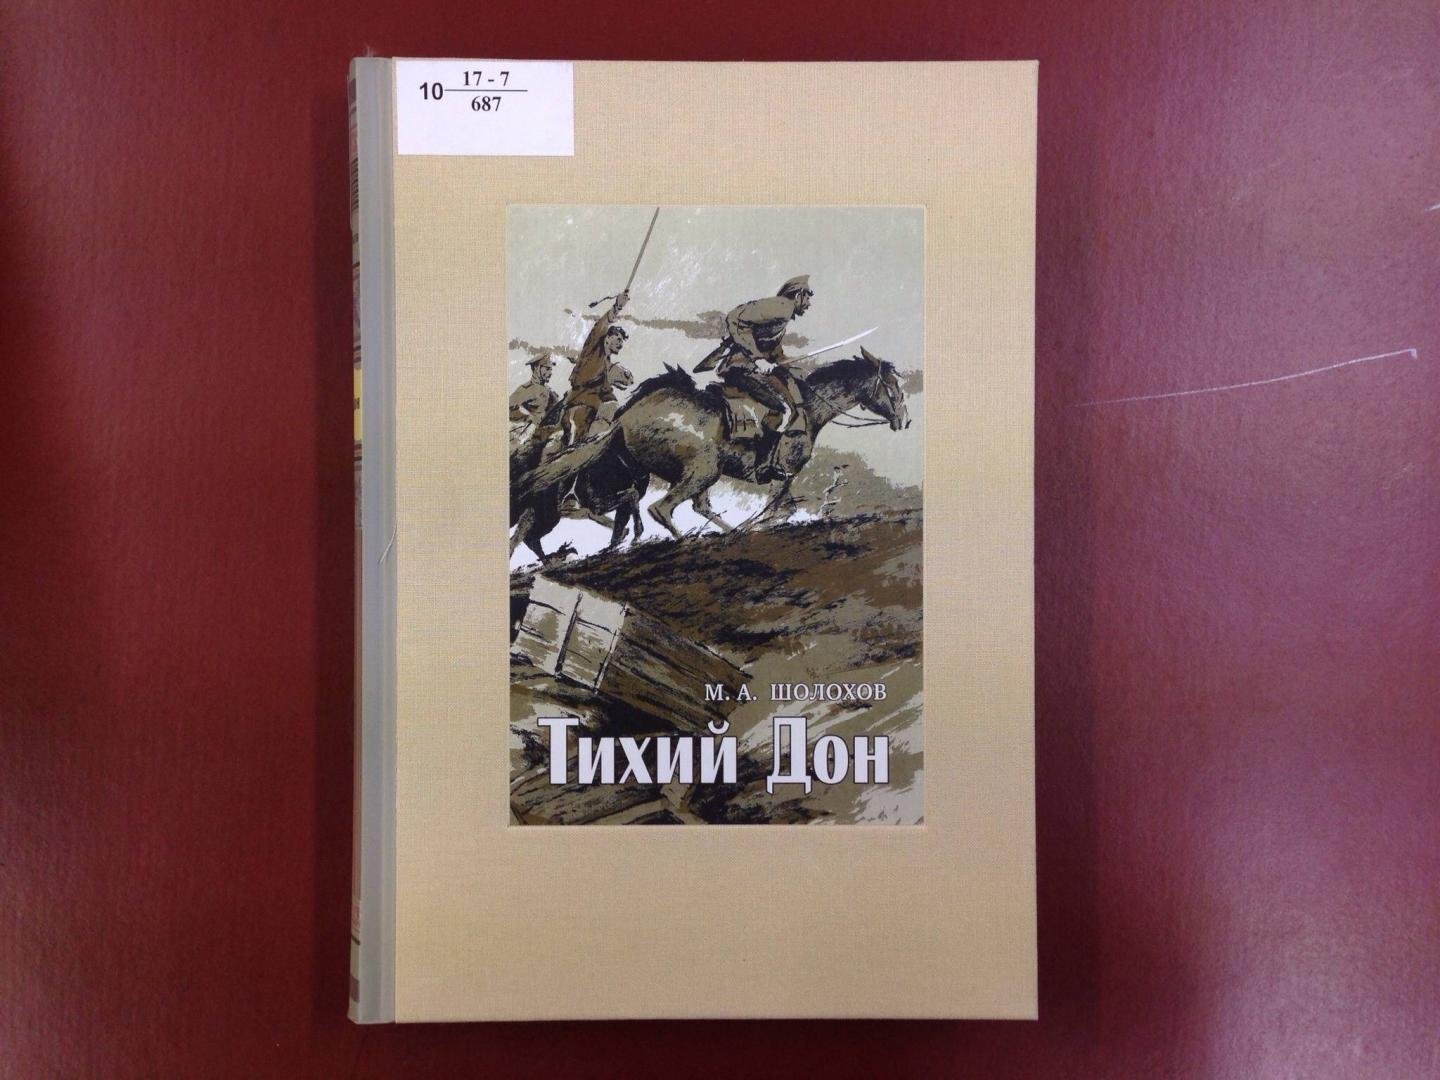 17 - 7
10
687
М. А. ШОЛОХОВ
Тихий Дон